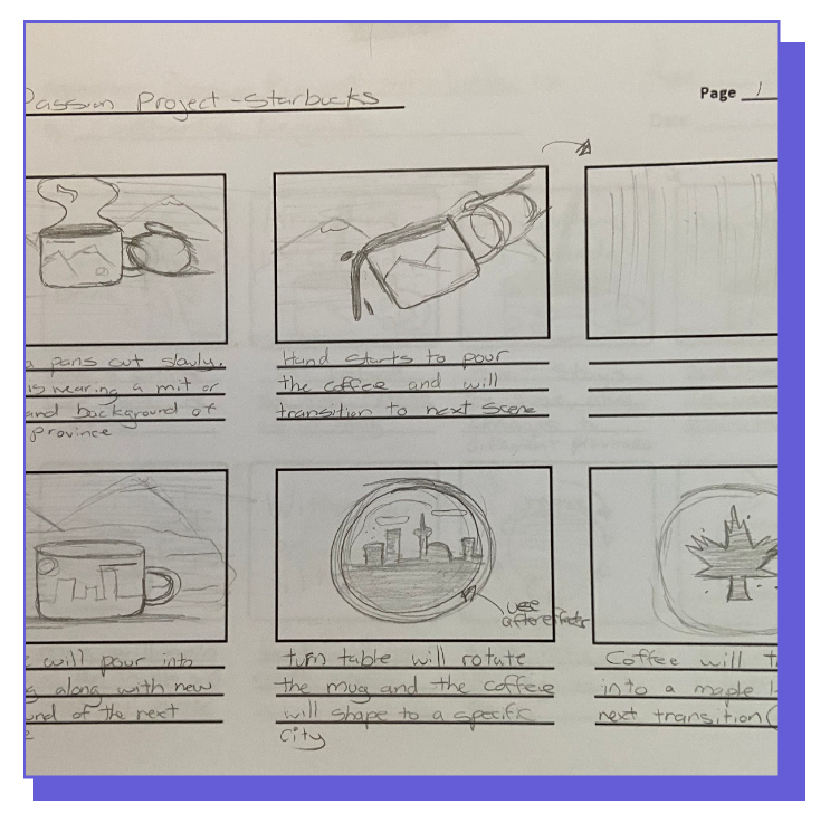 Passion Project - Starbucks
Page 1
pans out slowly.
is wearing a mit or
and background of
province
Hand starts to pour
the coffee and will
transition to next scene
will pour into
along with new
of the next
use
after effects
turn table will rotate
the mug and the coffeee
will shape to a specific
City
Coffee will
into a maple
next transition(